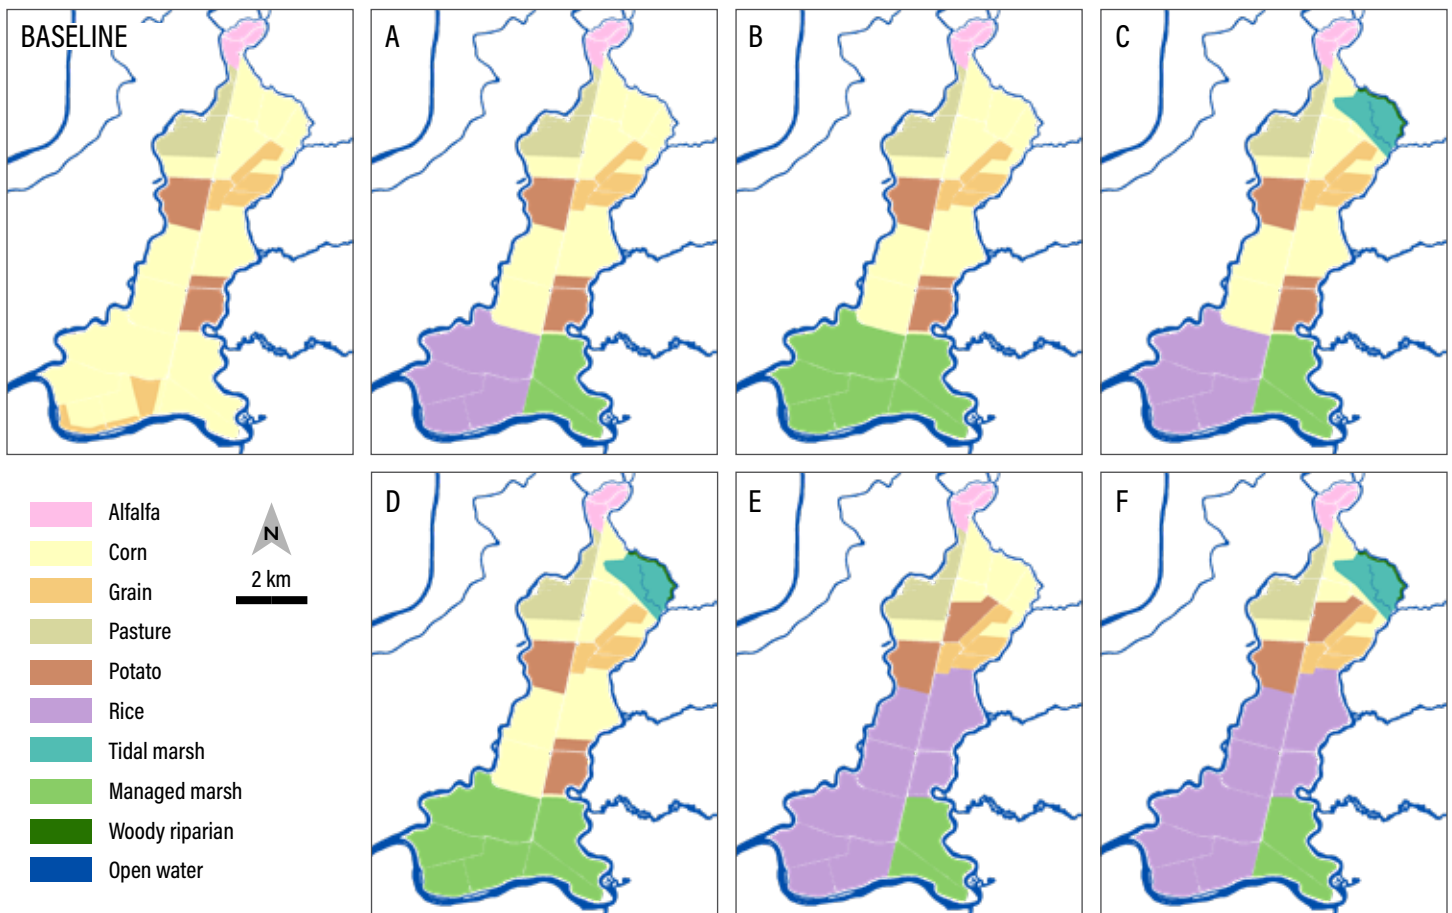 BASELINE
A
B
C
D
E
F
Alfalfa
Corn
Grain
Pasture
Potato
Rice
Tidal marsh
Managed marsh
Woody riparian
Open water
N
2 km